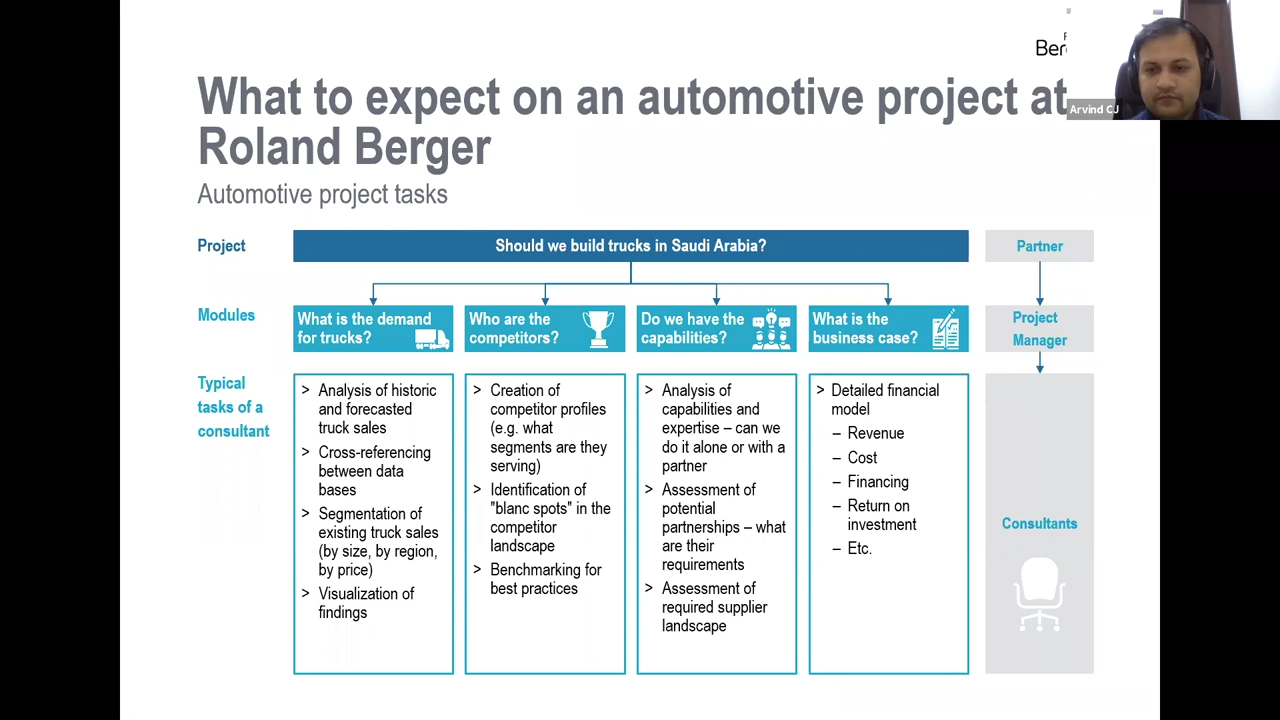 Ber
Arvind CJ
What to expect on an automotive project at
Roland Berger
Automotive project tasks
Project
Should we build trucks in Saudi Arabia?
Partner
Modules
What is the demand
for trucks?
Who are the
competitors?
Do we have the
capabilities?
What is the
business case?
Project
Manager
Typical
tasks of a
consultant
> Analysis of historic
and forecasted
truck sales
> Cross-referencing
between data
bases
> Segmentation of
existing truck sales
(by size, by region,
by price)
> Visualization of
findings
> Creation of
competitor profiles
(e.g. what
segments are they
serving)
> Identification of
"blanc spots" in the
competitor
landscape
> Benchmarking for
best practices
> Analysis of
capabilities and
expertise – can we
do it alone or with a
partner
> Assessment of
potential
partnerships – what
are their
requirements
> Assessment of
required supplier
landscape
> Detailed financial
model
– Revenue
– Cost
– Financing
– Return on
investment
– Etc.
Consultants